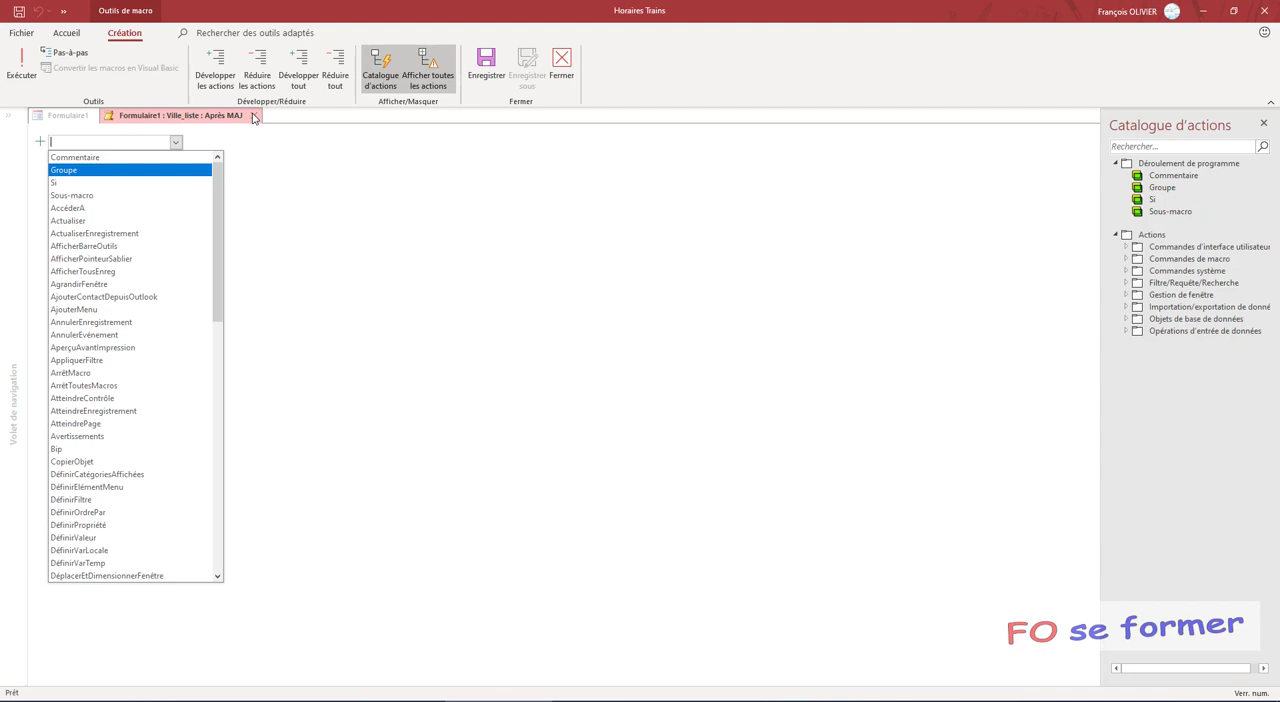 Outils de macro
Horaires Trains
François OLIVIER
Fichier
Accueil
Création
Rechercher des outils adaptés
Exécuter
Pas-à-pas
Convertir les macros en Visual Basic
Outils
Développer les actions
Réduire les actions
Développer tout
Réduire tout
Développer/Réduire
Catalogue d'actions
Afficher toutes les actions
Afficher/Masquer
Enregistrer
Enregistrer sous
Fermer
Fermer
Formulaire1
Formulaire1 : Ville_liste : Après MAJ
Volet de navigation
Commentaire
Groupe
Si
Sous-macro
AccéderA
Actualiser
ActualiserEnregistrement
AfficherBarreOutils
AfficherPointeurSablier
AfficherTousEnreg
AgrandirFenêtre
AjouterContactDepuisOutlook
AjouterMenu
AnnulerEnregistrement
AnnulerEvénement
AperçuAvantImpression
AppliquerFiltre
ArrêtMacro
ArrêtToutesMacros
AtteindreContrôle
AtteindreEnregistrement
AtteindrePage
Avertissements
Bip
CopierObjet
DéfinirCatégoriesAffichées
DéfinirElémentMenu
DéfinirFiltre
DéfinirOrdrePar
DéfinirPropriété
DéfinirValeur
DéfinirVarLocale
DéfinirVarTemp
DéplacerEtDimensionnerFenêtre
Catalogue d'actions
Rechercher...
Déroulement de programme
Commentaire
Groupe
Si
Sous-macro
Actions
Commandes d'interface utilisateur
Commandes de macro
Commandes système
Filtre/Requête/Recherche
Gestion de fenêtre
Importation/exportation de donné
Objets de base de données
Opérations d'entrée de données
FO se former
Prêt
Verr. num.